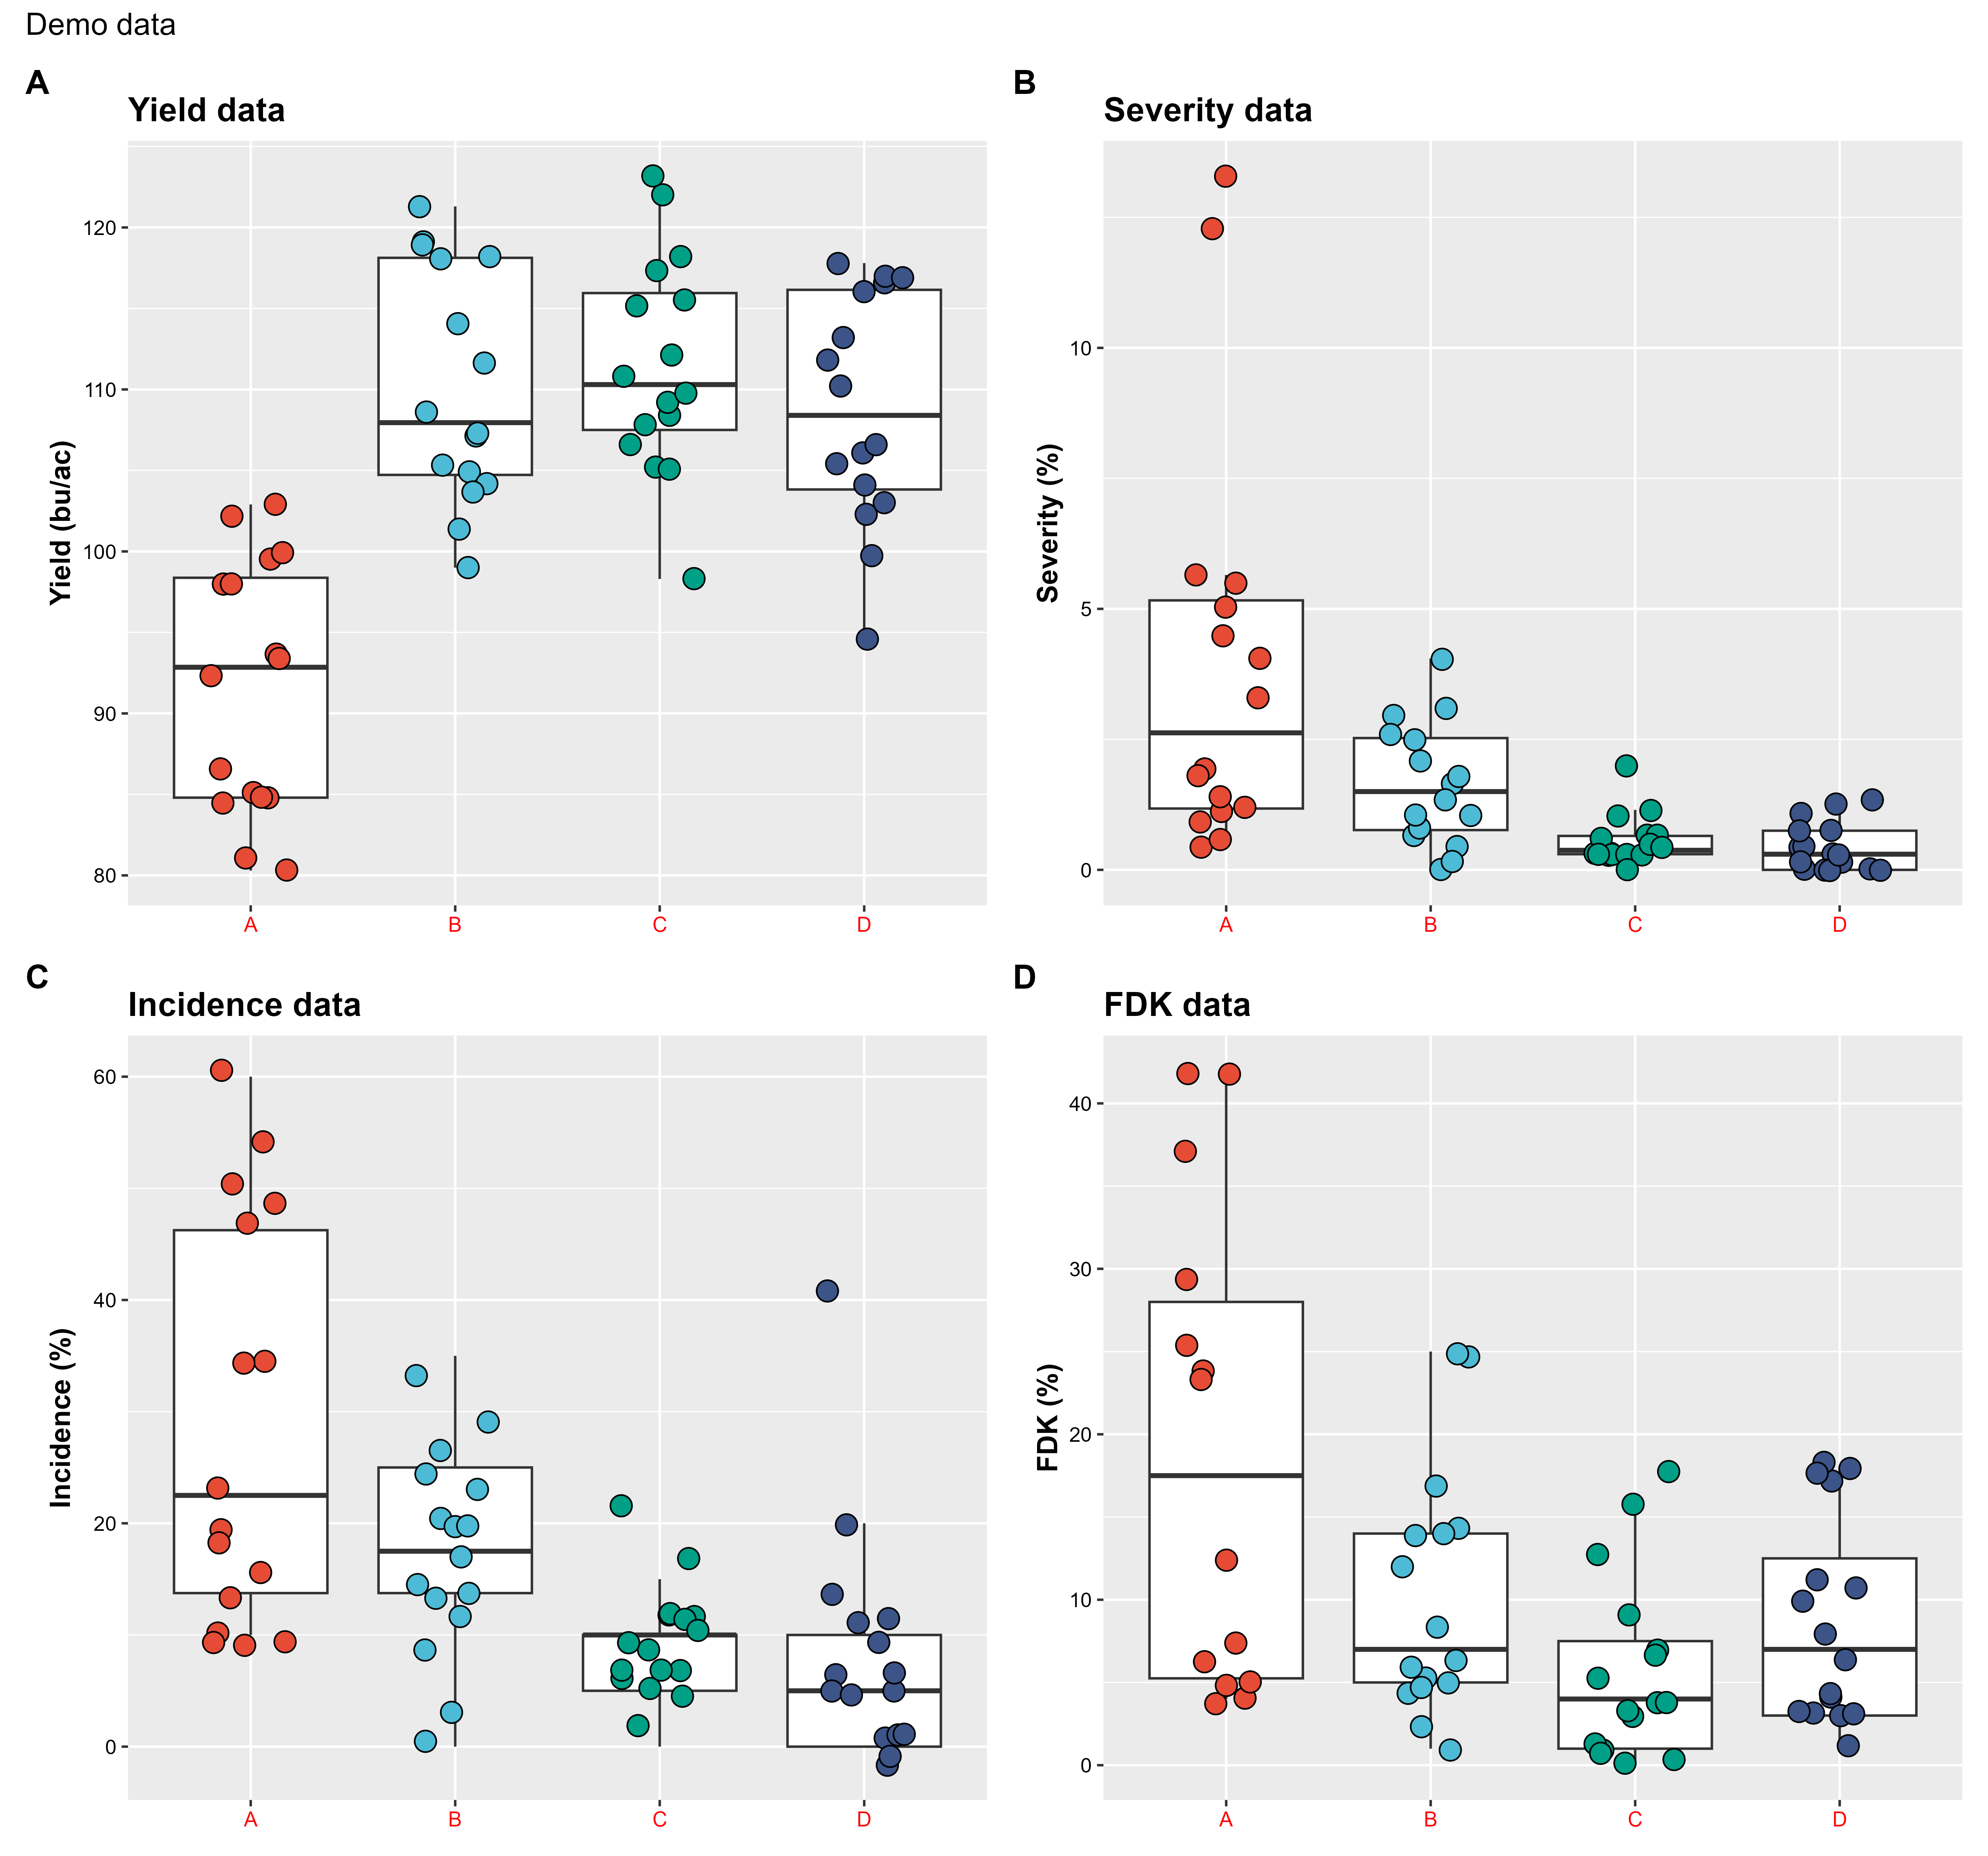 Demo data
A
Yield data
Yield (bu/ac)
120
110
100
90
80
A B C D
B
Severity data
Severity (%)
10
5
0
A B C D
C
Incidence data
Incidence (%)
60
40
20
0
A B C D
D
FDK data
FDK (%)
40
30
20
10
0
A B C D